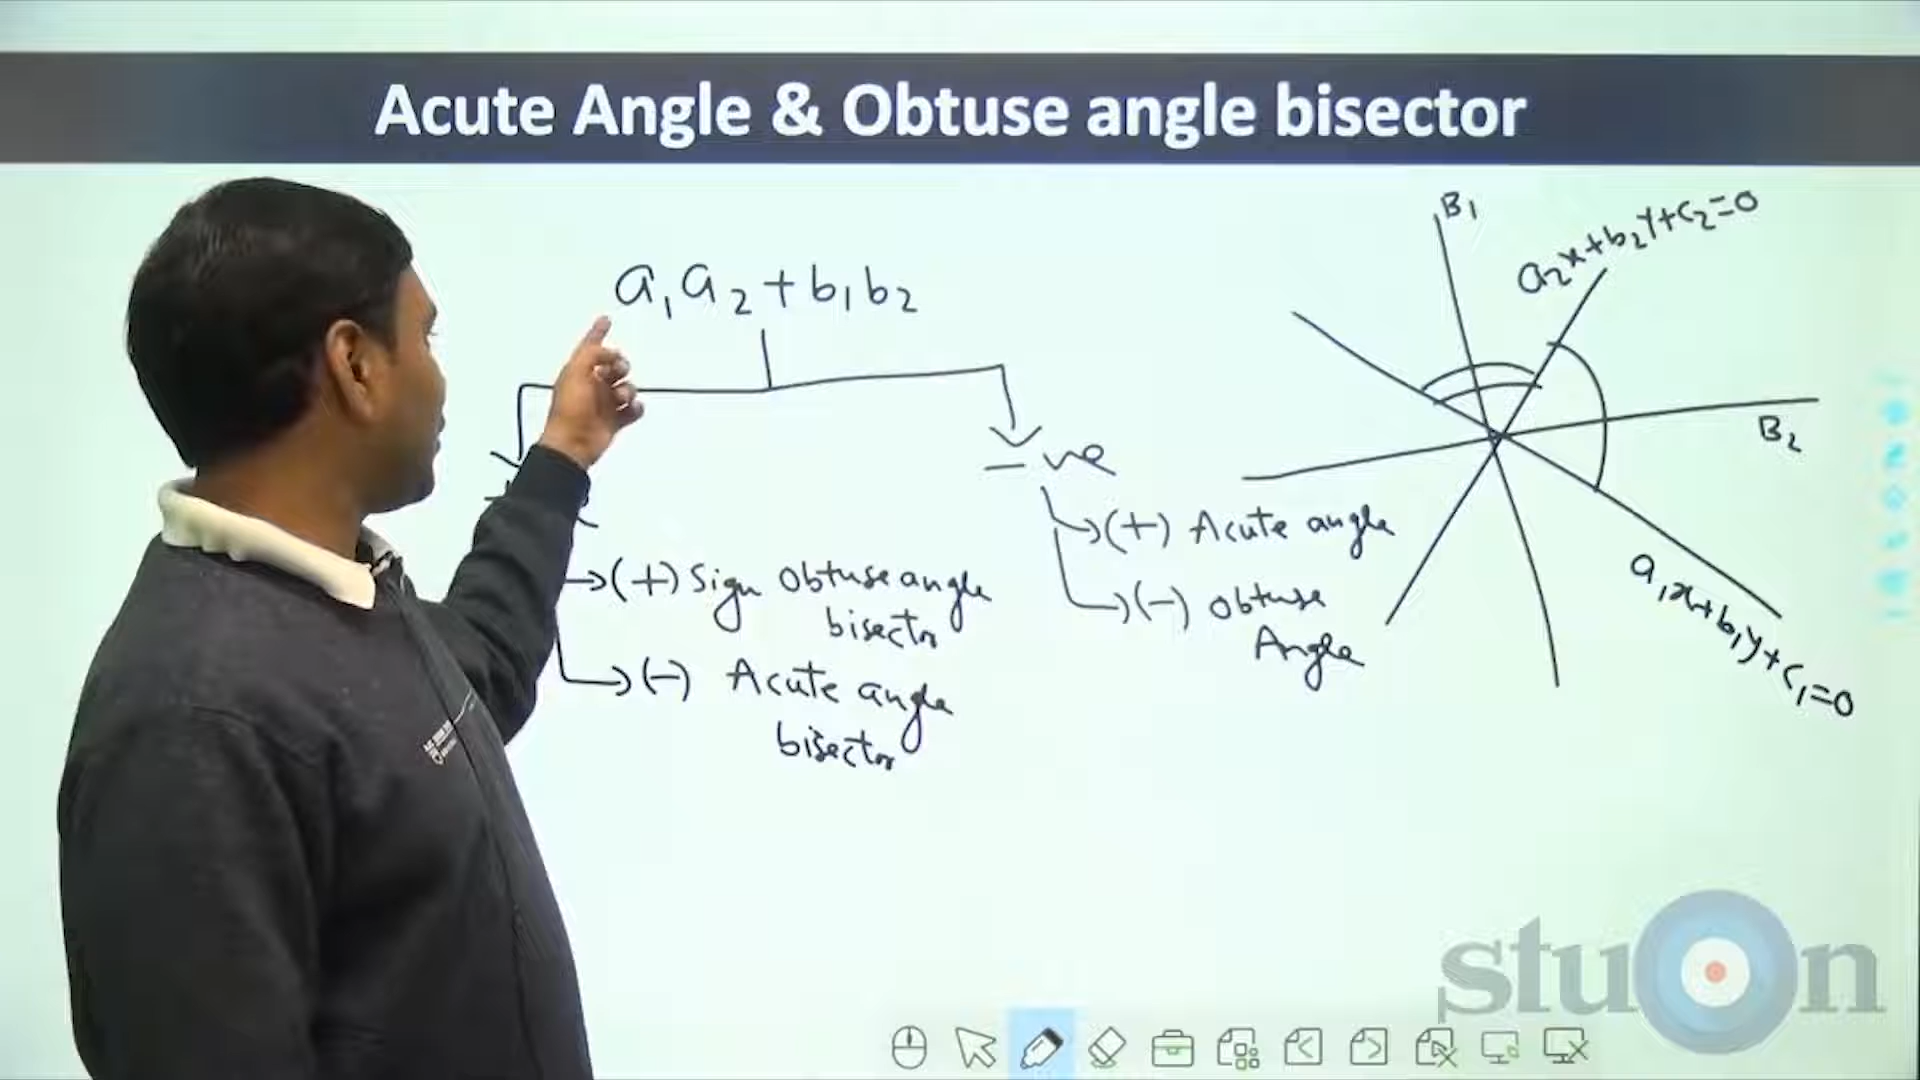 Acute Angle & Obtuse angle bisector
a₁a₂ + b₁b₂
-ve
→(+) Sign Obtuse angle
bisector
→(-) Acute angle
bisector
→(+) Acute angle
→(-) Obtuse
Angle
B₁
a₂x+b₂y+c₂=0
B₂
a₁x+b₁y+c₁=0
stuOn